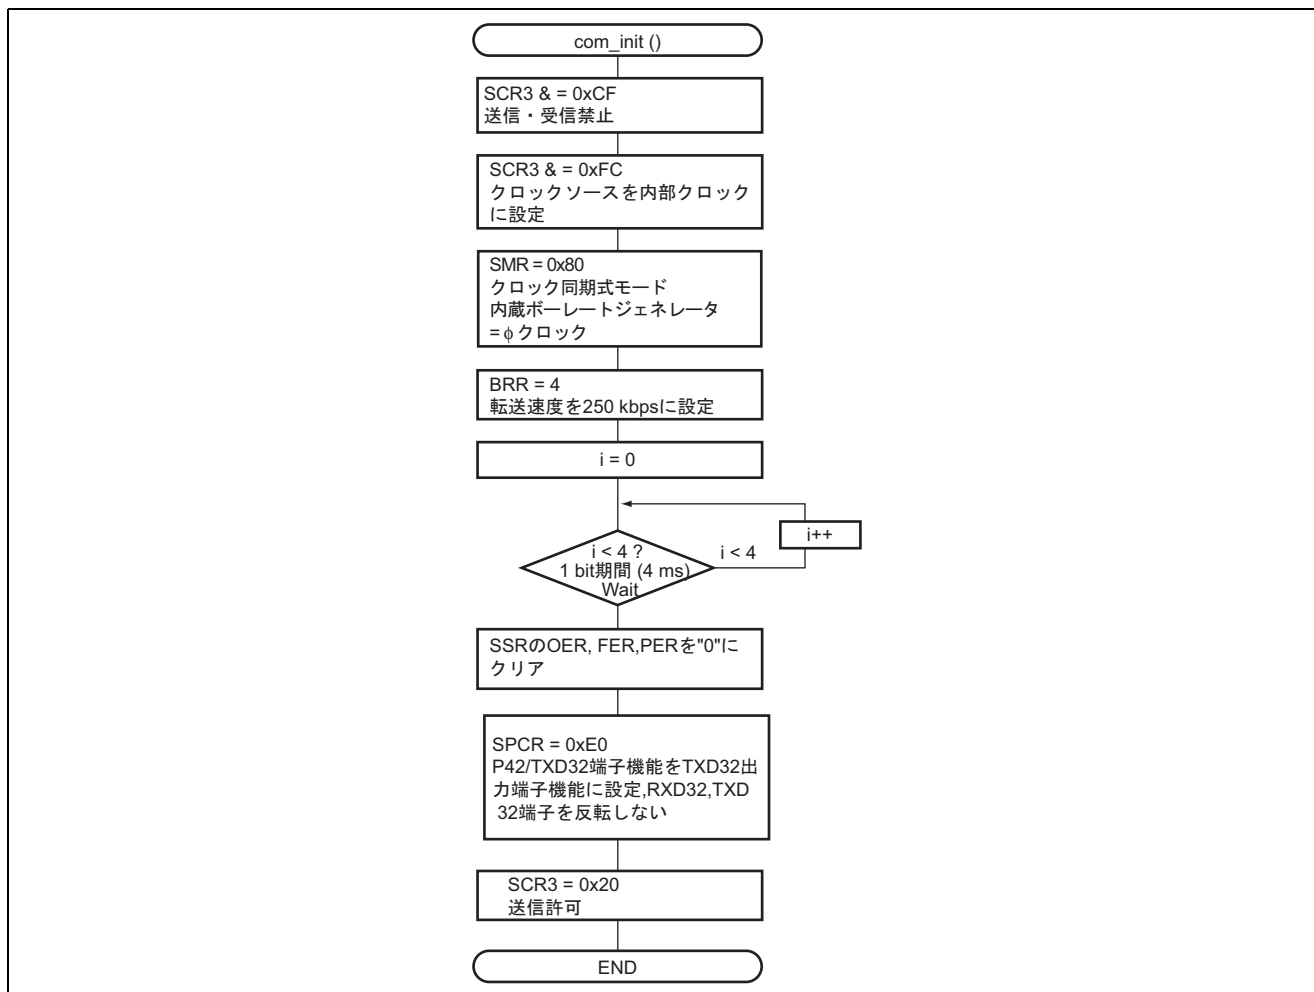 com_init ()
SCR3 & = 0xCF
送信・受信禁止
SCR3 & = 0xFC
クロックソースを内部クロック
に設定
SMR = 0x80
クロック同期式モード
内蔵ボーレートジェネレータ
= φ クロック
BRR = 4
転送速度を250 kbpsに設定
i = 0
i++
i < 4 ?
i < 4
1 bit期間 (4 ms)
Wait
SSRのOER, FER,PERを"0"に
クリア
SPCR = 0xE0
P42/TXD32端子機能をTXD32出
力端子機能に設定,RXD32,TXD
32端子を反転しない
SCR3 = 0x20
送信許可
END